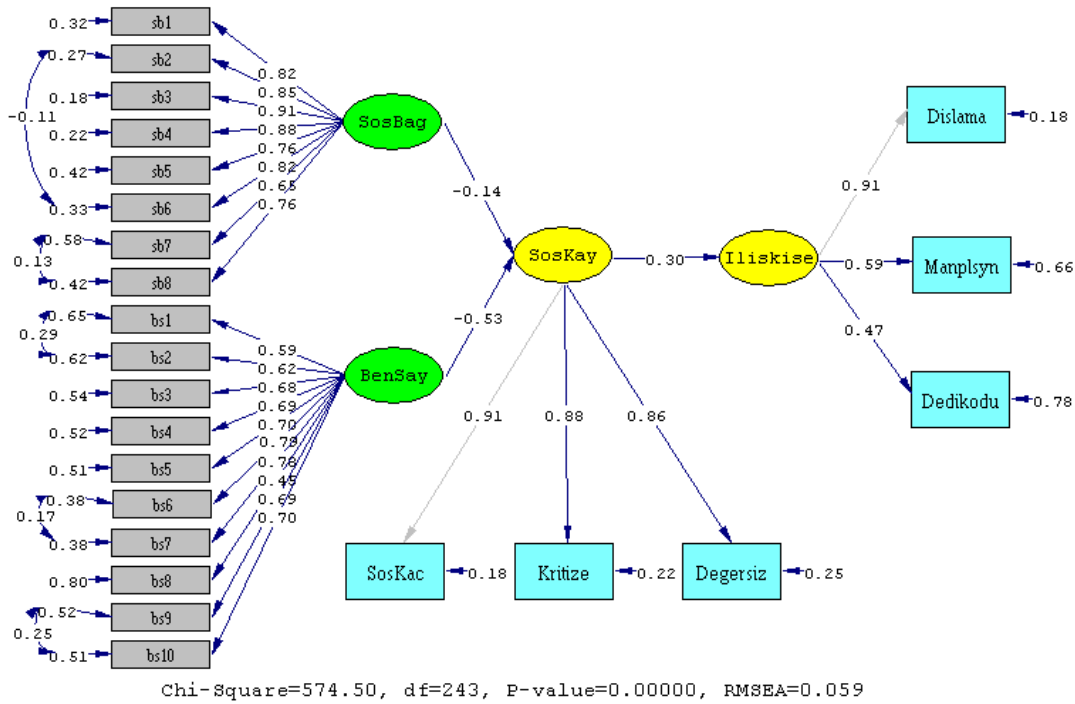 0.32 sb1
0.27 sb2
0.18 sb3
-0.11
0.22 sb4
0.42 sb5
0.33 sb6
0.58 sb7
0.13
0.42 sb8
0.65 bs1
0.29
0.62 bs2
0.54 bs3
0.52 bs4
0.51 bs5
0.38 bs6
0.17
0.38 bs7
0.80 bs8
0.52 bs9
0.25
0.51 bs10
0.82
0.85
0.91
0.88
0.76
0.82
0.65
0.76
SosBag
0.59
0.62
0.68
0.69
0.70
0.79
0.78
0.45
0.69
0.70
BenSay
-0.14
-0.53
SosKay
0.30
Iliskise
0.91
0.59
0.47
Dislama 0.18
Manplsyn 0.66
Dedikodu 0.78
0.91
0.88
0.86
SosKac 0.18
Kritize 0.22
Degersiz 0.25
Chi-Square=574.50, df=243, P-value=0.00000, RMSEA=0.059